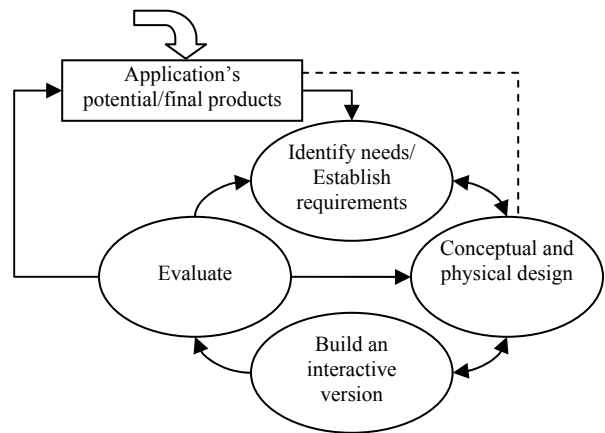 Application's
potential/final products
Identify needs/
Establish
requirements
Evaluate
Conceptual and
physical design
Build an
interactive
version